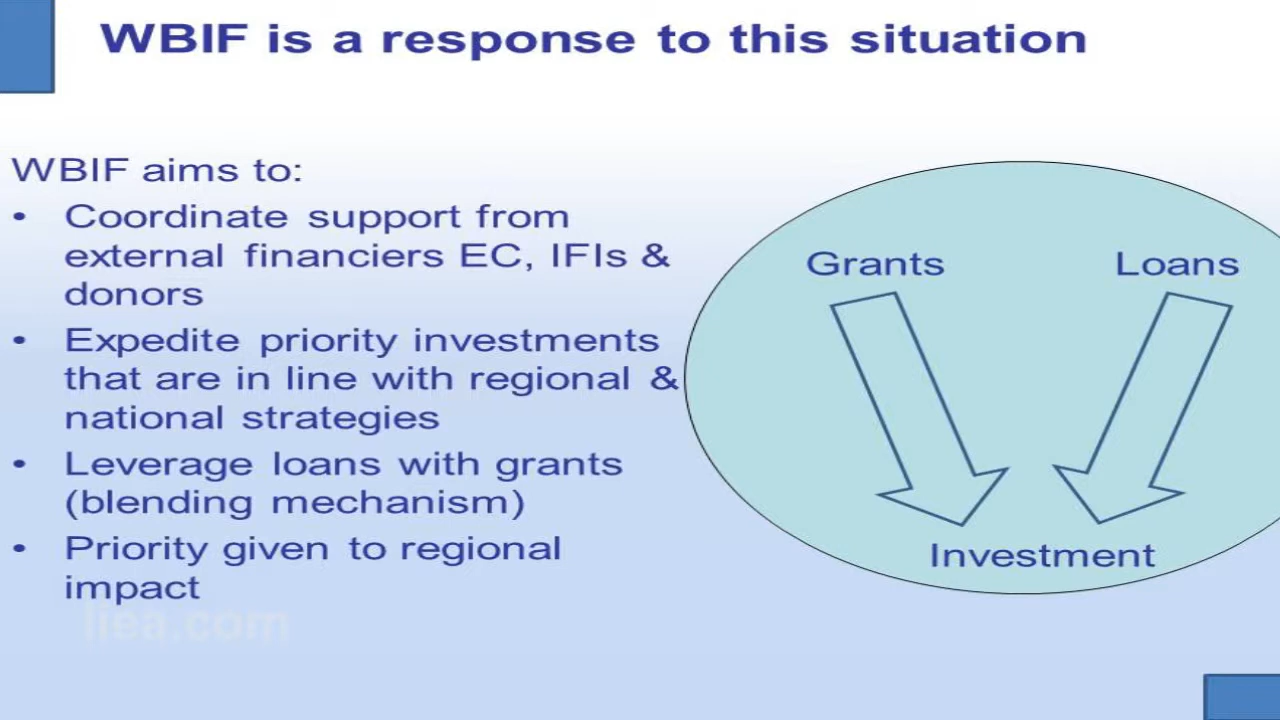 WBIF is a response to this situation
WBIF aims to:
• Coordinate support from
external financiers EC, IFIs &
donors
• Expedite priority investments
that are in line with regional &
national strategies
• Leverage loans with grants
(blending mechanism)
• Priority given to regional
impact
Grants Loans
Investment